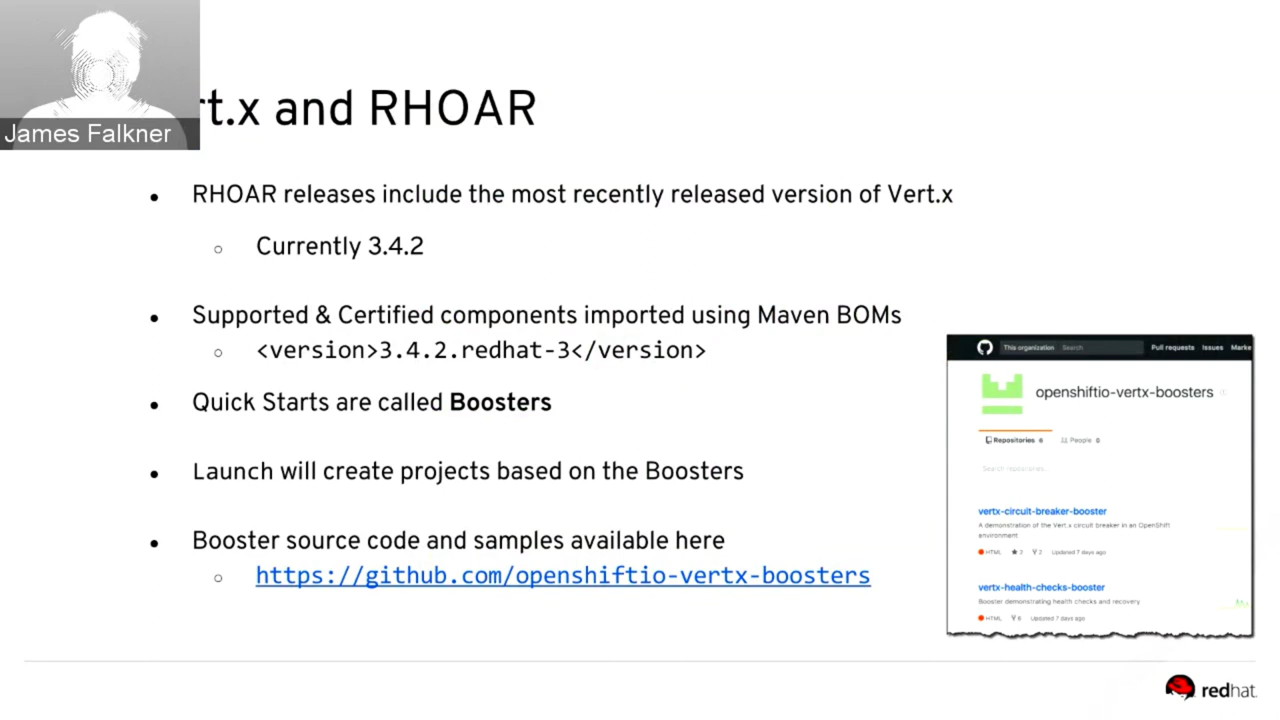 James Falkner
rt.x and RHOAR
RHOAR releases include the most recently released version of Vert.x
Currently 3.4.2
Supported & Certified components imported using Maven BOMs
<version>3.4.2.redhat-3</version>
Quick Starts are called Boosters
Launch will create projects based on the Boosters
Booster source code and samples available here
https://github.com/openshiftio-vertx-boosters
This organization Search Pull requests Issues Marke
openshiftio-vertx-boosters
Repositories 6 People 0
Search repositories...
vertx-circuit-breaker-booster
A demonstration of the Vert.x circuit breaker in an OpenShift
environment
HTML 2 2 Updated 7 days ago
vertx-health-checks-booster
Booster demonstrating health checks and recovery
HTML 6 Updated 7 days ago
redhat.